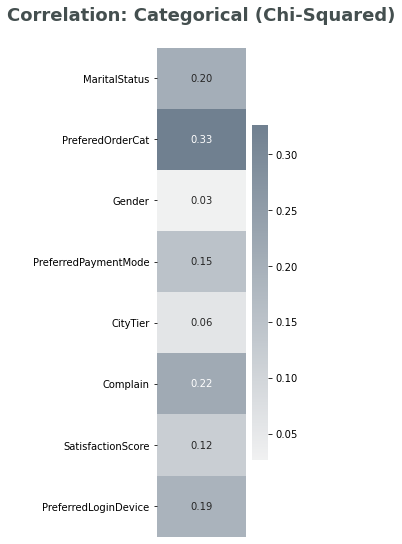 Correlation: Categorical (Chi-Squared)
MaritalStatus 0.20
PreferedOrderCat 0.33
Gender 0.03
PreferredPaymentMode 0.15
CityTier 0.06
Complain 0.22
SatisfactionScore 0.12
PreferredLoginDevice 0.19
0.30
0.25
0.20
0.15
0.10
0.05